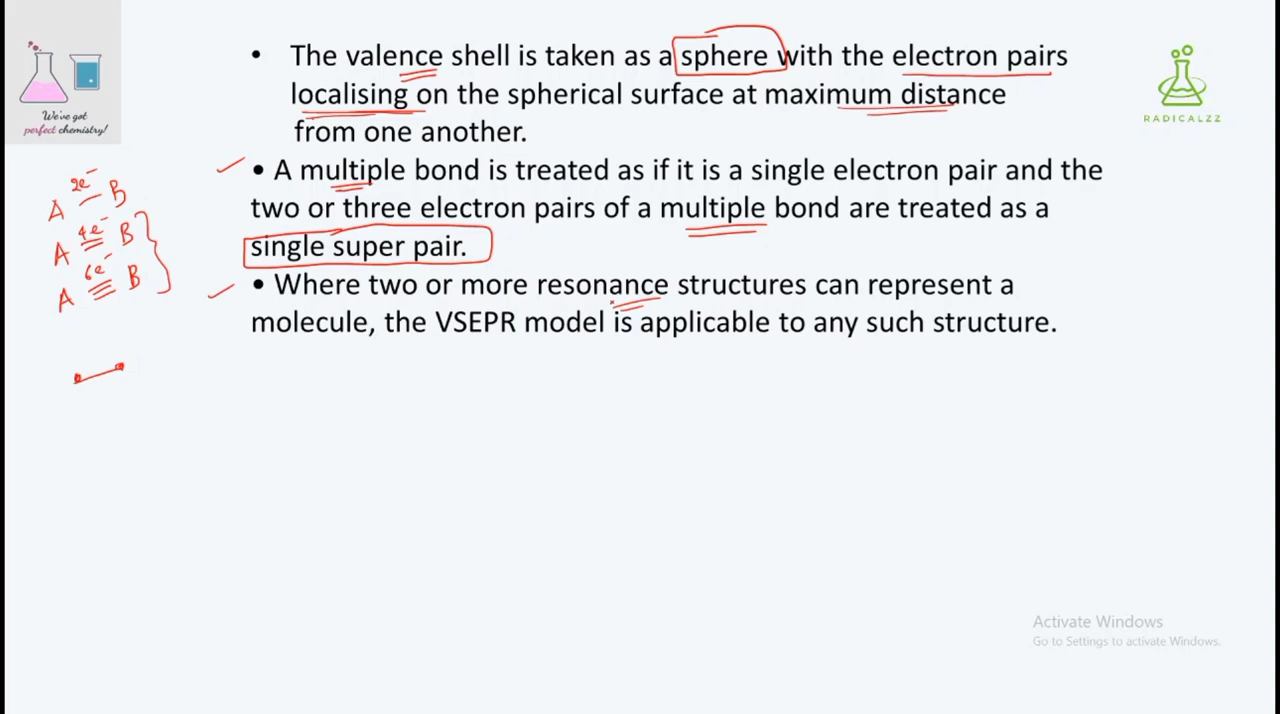 We've got
perfect chemistry!
RADICALZZ
• The valence shell is taken as a sphere with the electron pairs
localising on the spherical surface at maximum distance
from one another.
• A multiple bond is treated as if it is a single electron pair and the
two or three electron pairs of a multiple bond are treated as a
single super pair.
• Where two or more resonance structures can represent a
molecule, the VSEPR model is applicable to any such structure.
2e⁻
A — B
4e⁻
A = B
6e⁻
A ≡ B
Activate Windows
Go to Settings to activate Windows.